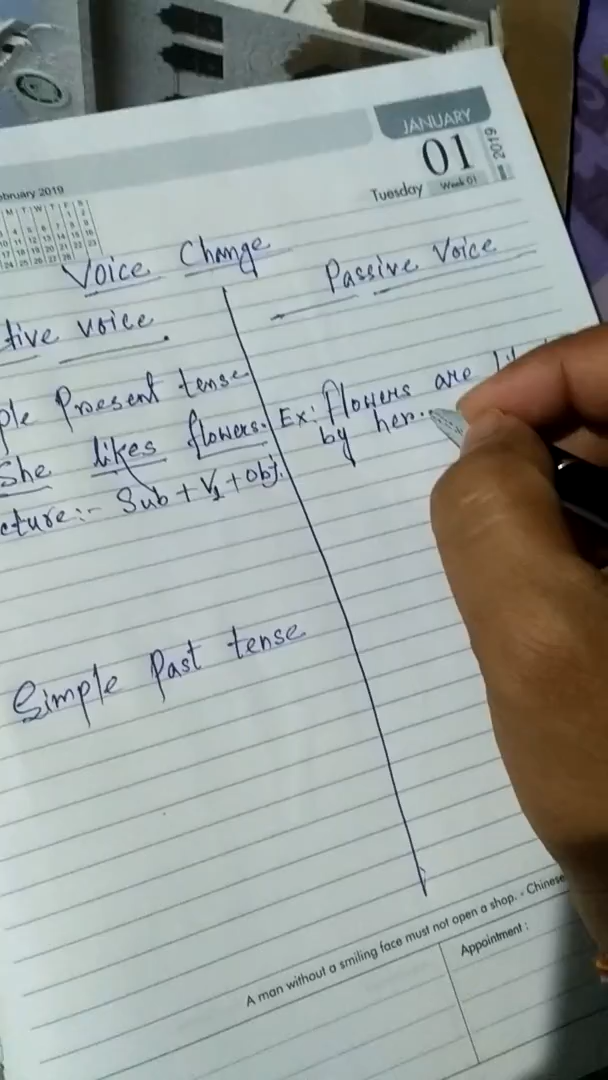 JANUARY
01
2019
Tuesday
Week 01
ebruary 2019
Voice Change
tive voice.
Passive Voice
ple Present tense
She likes flowers.
cture:- Sub + V1 + Obj.
Ex: Flowers are
by her..
Simple Past tense
A man without a smiling face must not open a shop. - Chinese
Appointment :